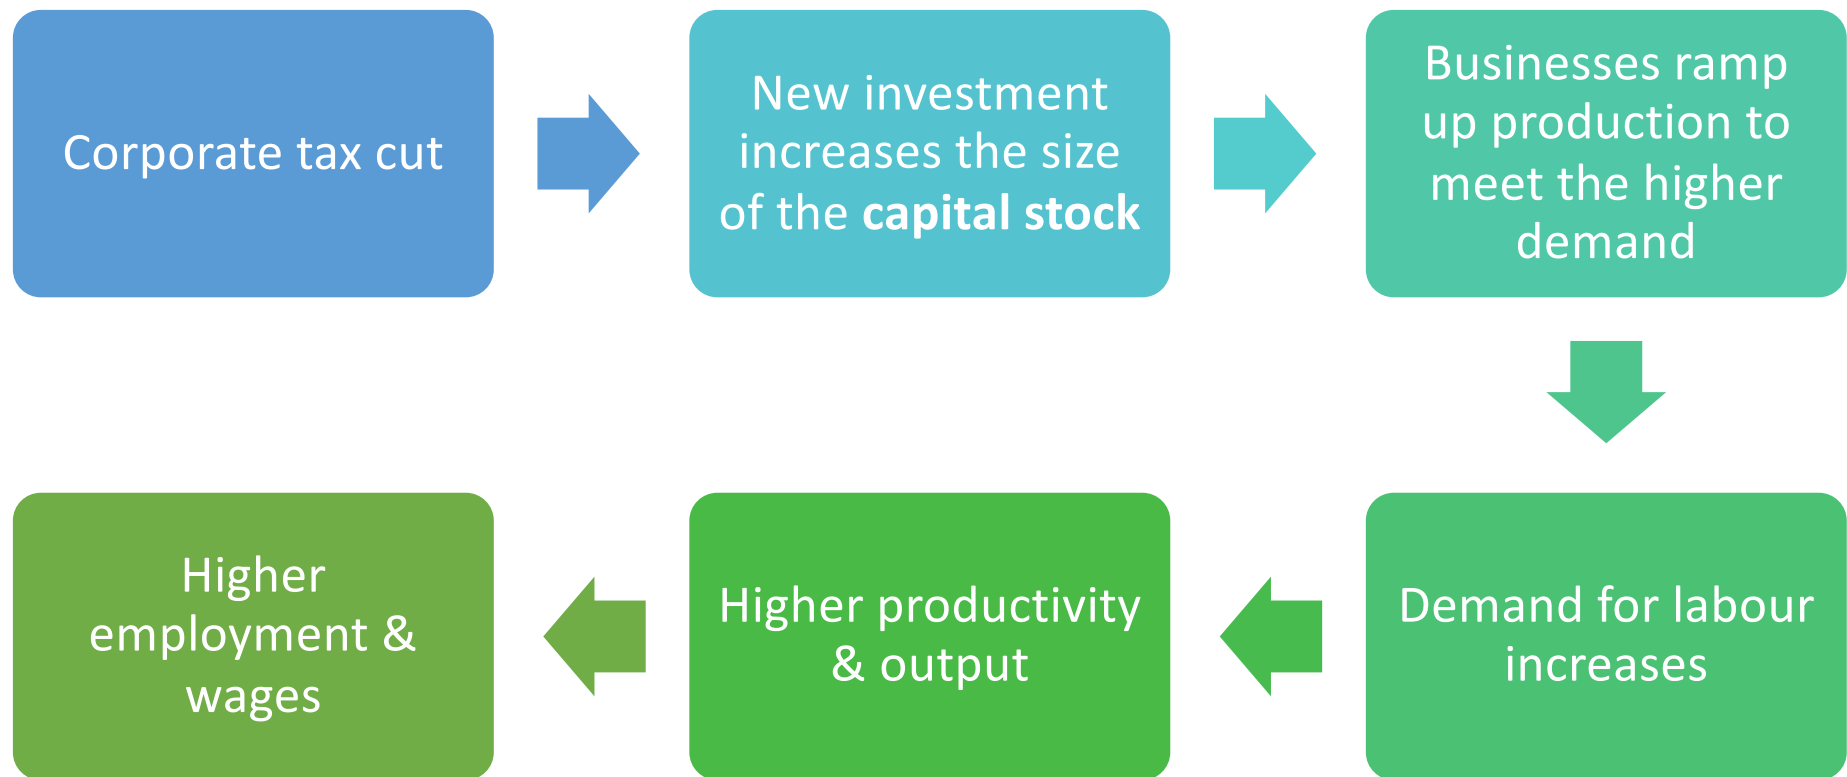 Corporate tax cut
New investment
increases the size
of the capital stock
Businesses ramp
up production to
meet the higher
demand
Demand for labour
increases
Higher productivity
& output
Higher
employment &
wages